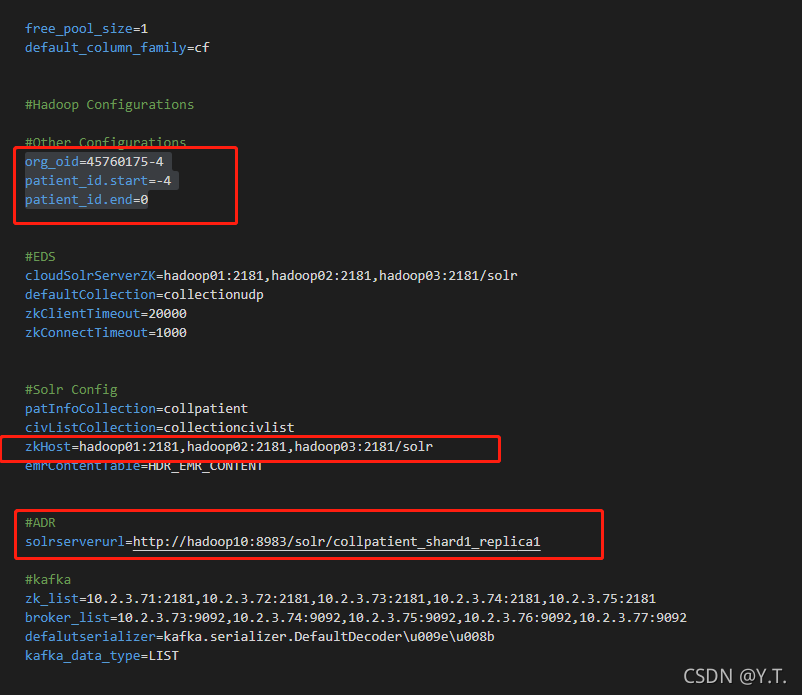 free_pool_size=1
default_column_family=cf
#Hadoop Configurations
#Other Configurations
org_oid=45760175-4
patient_id.start=-4
patient_id.end=0
#EDS
cloudSolrServerZK=hadoop01:2181,hadoop02:2181,hadoop03:2181/solr
defaultCollection=collectionudp
zkClientTimeout=20000
zkConnectTimeout=1000
#Solr Config
patInfoCollection=collpatient
civListCollection=collectioncivlist
zkHost=hadoop01:2181,hadoop02:2181,hadoop03:2181/solr
emrContentTable=HDR_EMR_CONTENT
#ADR
solrserverurl=http://hadoop10:8983/solr/collpatient_shard1_replica1
#kafka
zk_list=10.2.3.71:2181,10.2.3.72:2181,10.2.3.73:2181,10.2.3.74:2181,10.2.3.75:2181
broker_list=10.2.3.73:9092,10.2.3.74:9092,10.2.3.75:9092,10.2.3.76:9092,10.2.3.77:9092
defalutserializer=kafka.serializer.DefaultDecoder\u009e\u008b
kafka_data_type=LIST
CSDN @Y.T.